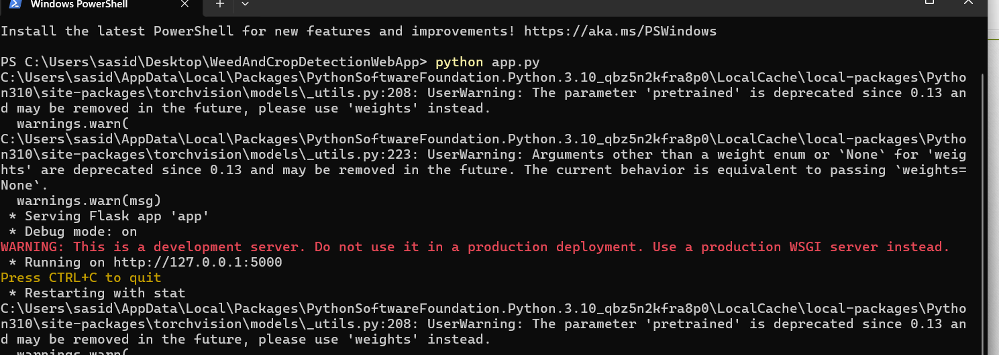 Windows PowerShell
Install the latest PowerShell for new features and improvements! https://aka.ms/PSWindows
PS C:\Users\sasid\Desktop\WeedAndCropDetectionWebApp> python app.py
C:\Users\sasid\AppData\Local\Packages\PythonSoftwareFoundation.Python.3.10_qbz5n2kfra8p0\LocalCache\local-packages\Pytho
n310\site-packages\torchvision\models\_utils.py:208: UserWarning: The parameter 'pretrained' is deprecated since 0.13 an
d may be removed in the future, please use 'weights' instead.
  warnings.warn(
C:\Users\sasid\AppData\Local\Packages\PythonSoftwareFoundation.Python.3.10_qbz5n2kfra8p0\LocalCache\local-packages\Pytho
n310\site-packages\torchvision\models\_utils.py:223: UserWarning: Arguments other than a weight enum or `None` for 'weig
hts' are deprecated since 0.13 and may be removed in the future. The current behavior is equivalent to passing `weights=
None`.
  warnings.warn(msg)
 * Serving Flask app 'app'
 * Debug mode: on
WARNING: This is a development server. Do not use it in a production deployment. Use a production WSGI server instead.
 * Running on http://127.0.0.1:5000
Press CTRL+C to quit
 * Restarting with stat
C:\Users\sasid\AppData\Local\Packages\PythonSoftwareFoundation.Python.3.10_qbz5n2kfra8p0\LocalCache\local-packages\Pytho
n310\site-packages\torchvision\models\_utils.py:208: UserWarning: The parameter 'pretrained' is deprecated since 0.13 an
d may be removed in the future, please use 'weights' instead.
  warnings.warn(